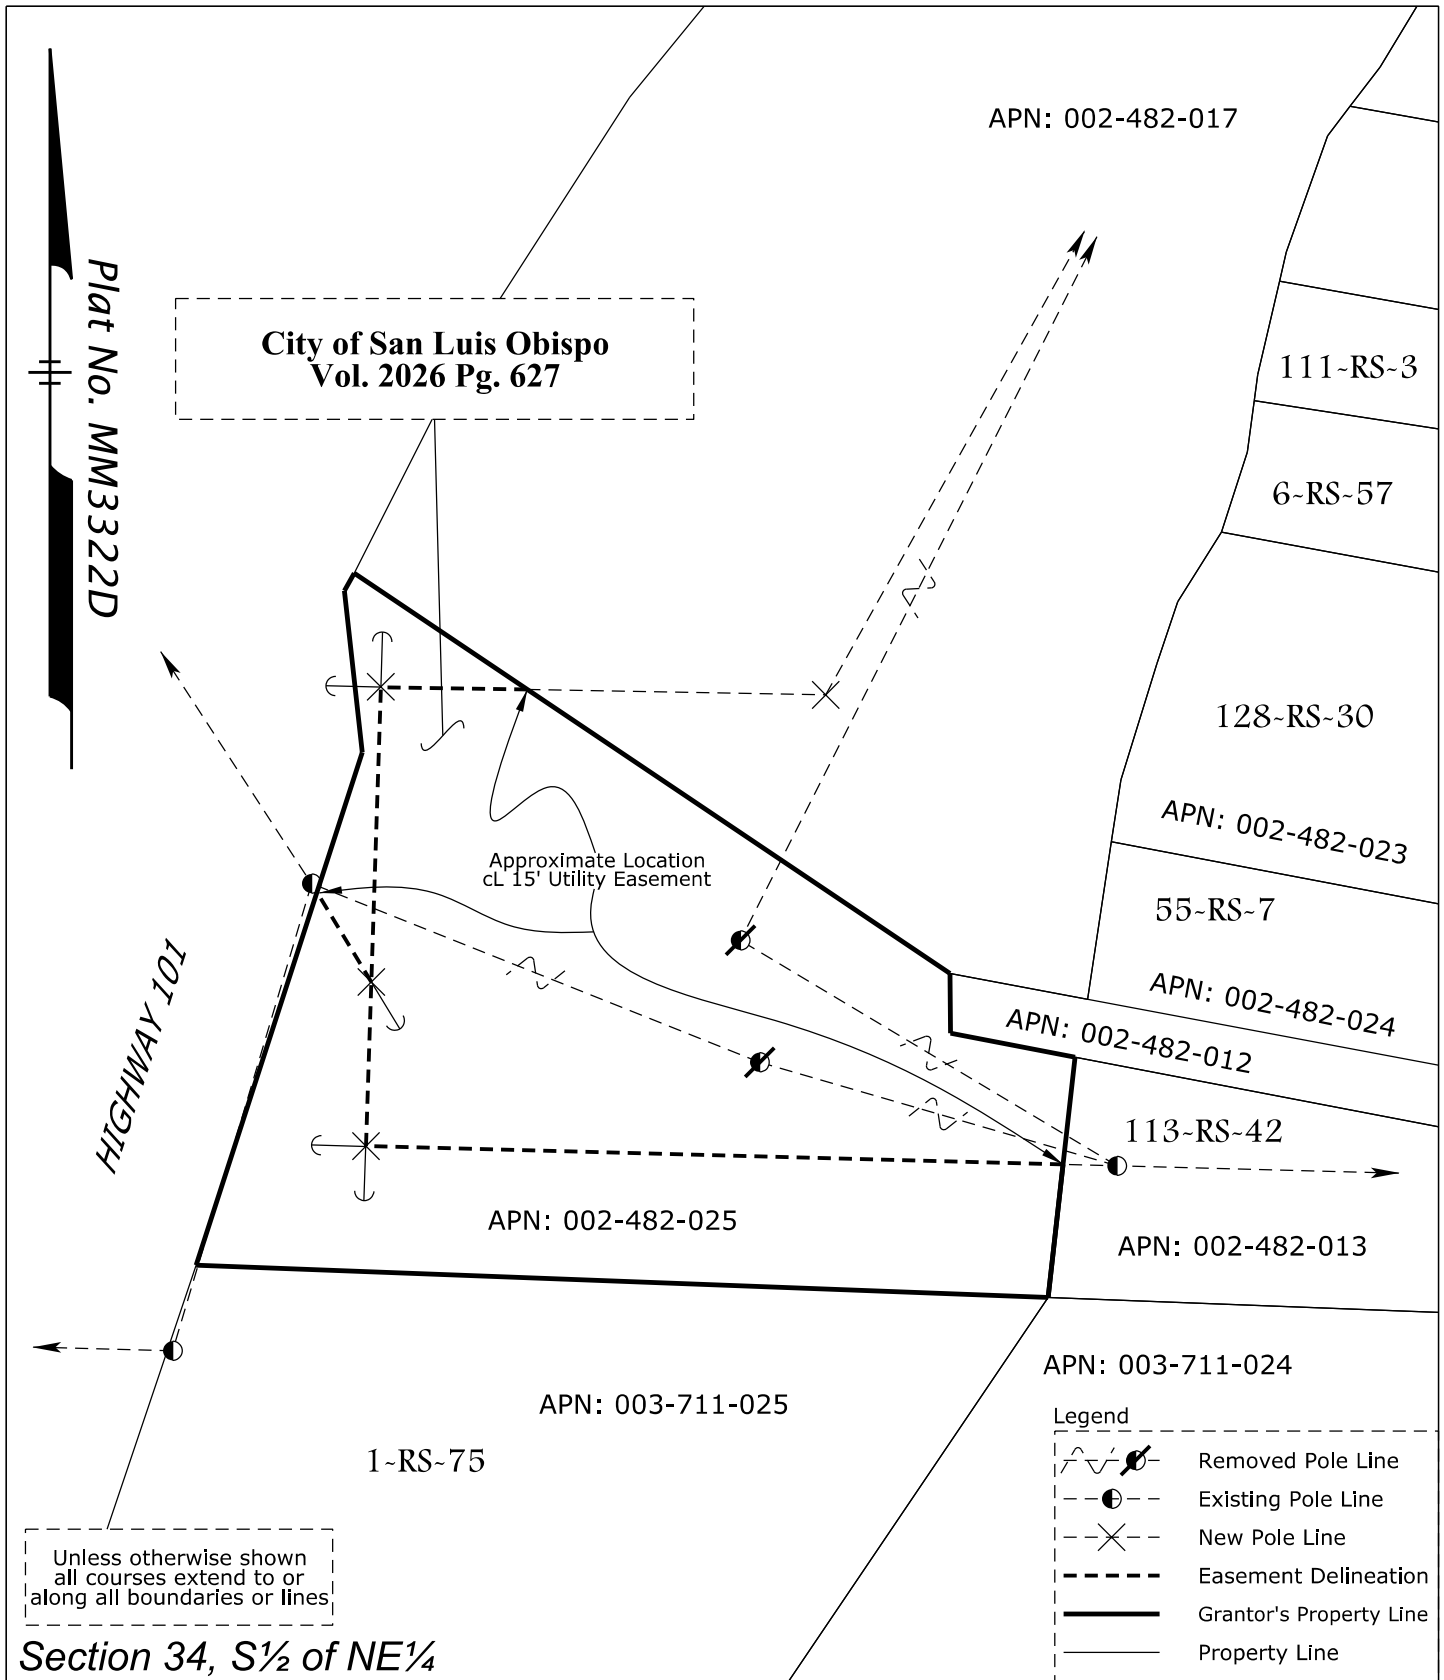 APN: 002-482-017
Plat No. MM3322D
City of San Luis Obispo
Vol. 2026 Pg. 627
111~RS~3
6~RS~57
128~RS~30
APN: 002-482-023
Approximate Location
cL 15' Utility Easement
55~RS~7
HIGHWAY 101
APN: 002-482-024
APN: 002-482-012
113~RS~42
APN: 002-482-025
APN: 002-482-013
APN: 003-711-024
APN: 003-711-025
1~RS~75
Legend
Removed Pole Line
Existing Pole Line
New Pole Line
Easement Delineation
Grantor's Property Line
Property Line
Unless otherwise shown
all courses extend to or
along all boundaries or lines
Section 34, S½ of NE¼